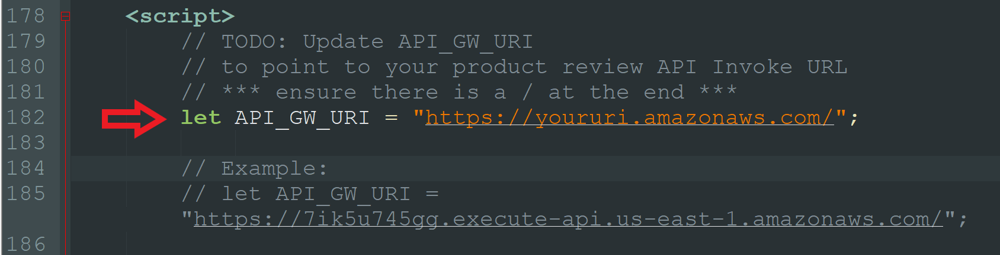 178 <script>
179 // TODO: Update API_GW_URI
180 // to point to your product review API Invoke URL
181 // *** ensure there is a / at the end ***
182 let API_GW_URI = "https://youruri.amazonaws.com/";
183
184 // Example:
185 // let API_GW_URI =
"https://7ik5u745gg.execute-api.us-east-1.amazonaws.com/";
186